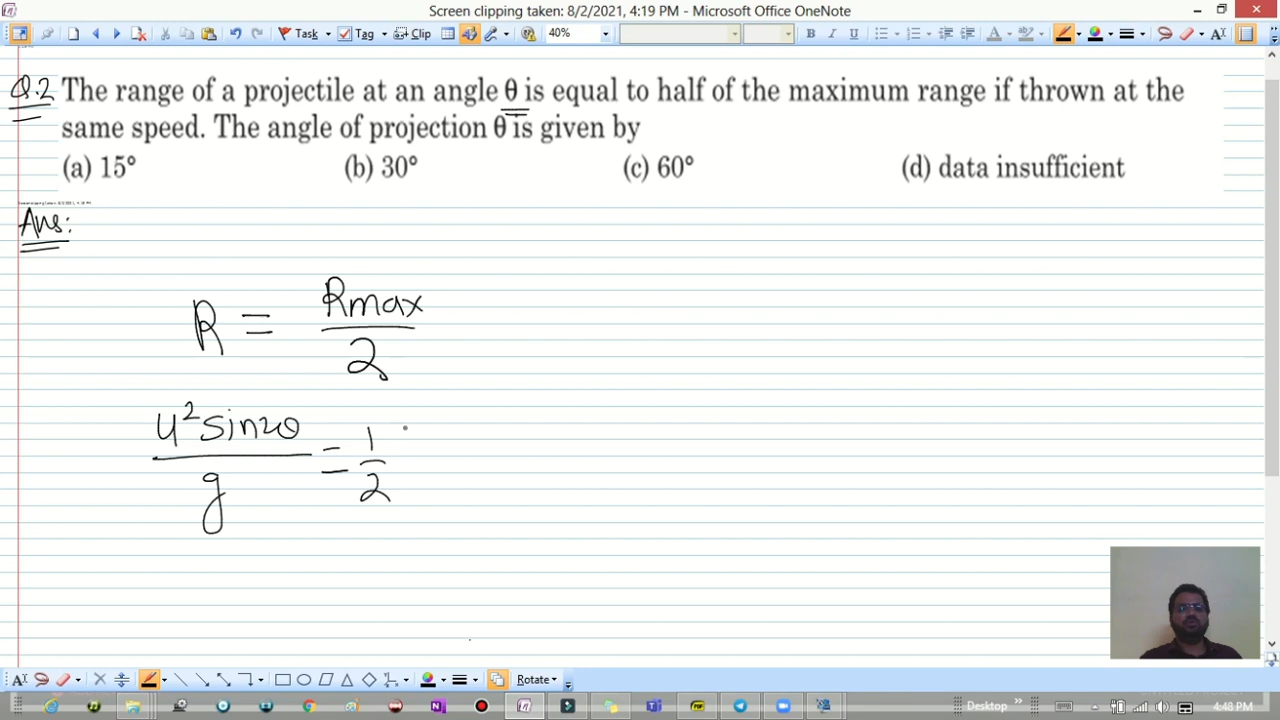 Screen clipping taken: 8/2/2021, 4:19 PM - Microsoft Office OneNote
Task Tag Clip 40% B I U
Q.2 The range of a projectile at an angle θ is equal to half of the maximum range if thrown at the
same speed. The angle of projection θ is given by
(a) 15° (b) 30° (c) 60° (d) data insufficient
Ans:
R = Rmax/2
u² sin2θ/g = 1/2
Rotate
Desktop 4:48 PM